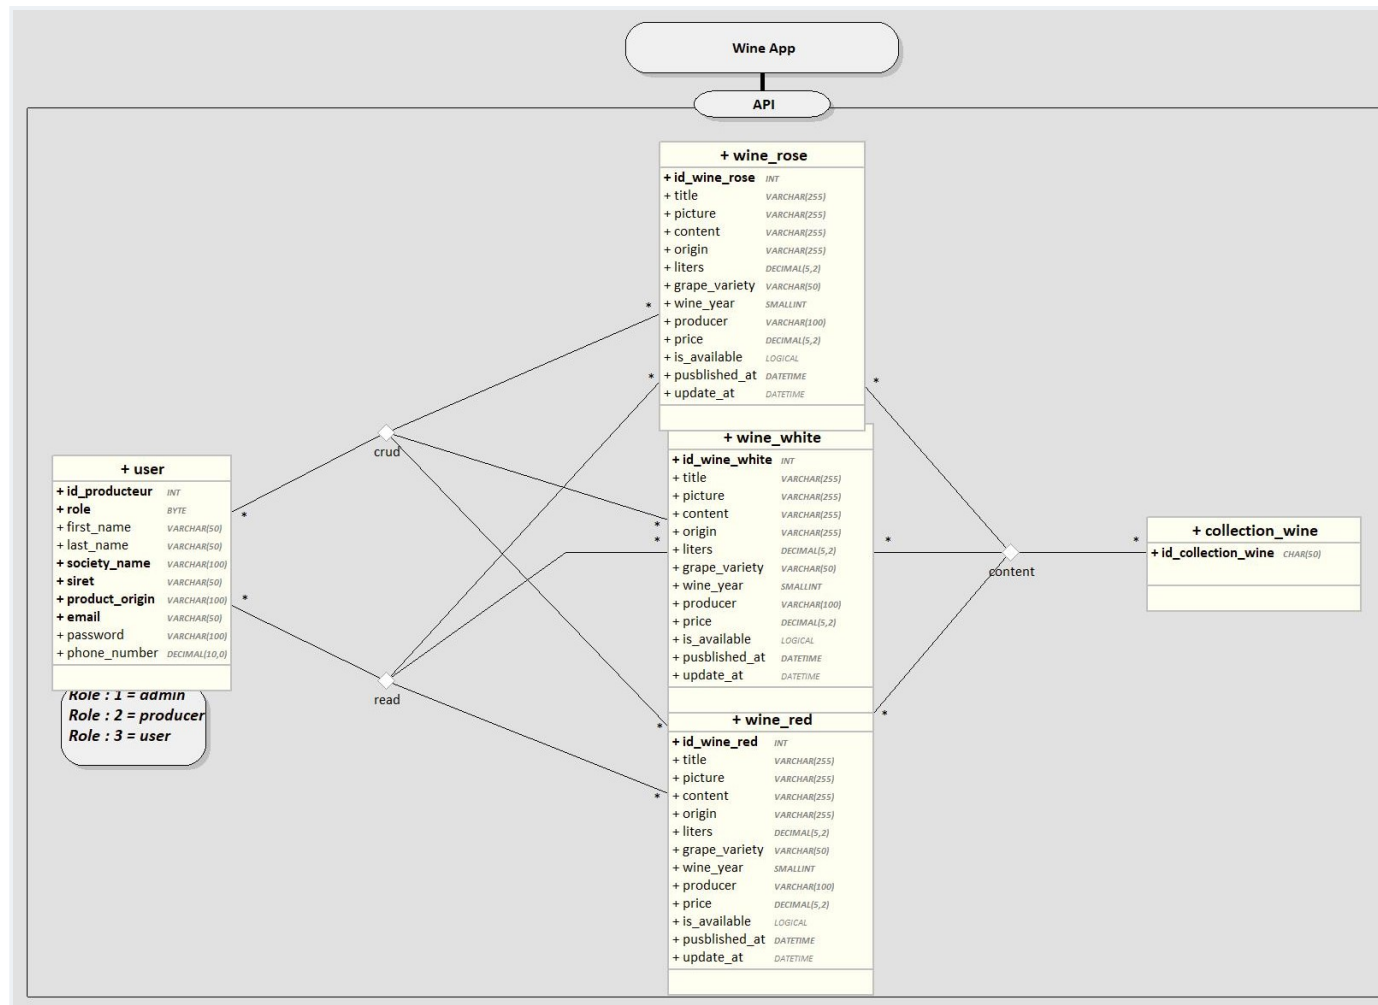 Wine App
API
+ wine_rose
+ id_wine_rose INT
+ title VARCHAR(255)
+ picture VARCHAR(255)
+ content VARCHAR(255)
+ origin VARCHAR(255)
+ liters DECIMAL(5,2)
+ grape_variety VARCHAR(50)
+ wine_year SMALLINT
+ producer VARCHAR(100)
+ price DECIMAL(5,2)
+ is_available LOGICAL
+ pusblished_at DATETIME
+ update_at DATETIME
* 
*
*
crud
+ user
+ id_producteur INT
+ role BYTE
+ first_name VARCHAR(50)
+ last_name VARCHAR(50)
+ society_name VARCHAR(100)
+ siret VARCHAR(50)
+ product_origin VARCHAR(100)
+ email VARCHAR(50)
+ password VARCHAR(100)
+ phone_number DECIMAL(10,0)
*
*
Role : 1 = admin
Role : 2 = producer
Role : 3 = user
read
+ wine_white
+ id_wine_white INT
+ title VARCHAR(255)
+ picture VARCHAR(255)
+ content VARCHAR(255)
+ origin VARCHAR(255)
+ liters DECIMAL(5,2)
+ grape_variety VARCHAR(50)
+ wine_year SMALLINT
+ producer VARCHAR(100)
+ price DECIMAL(5,2)
+ is_available LOGICAL
+ pusblished_at DATETIME
+ update_at DATETIME
*
*
*
content
*
+ collection_wine
+ id_collection_wine CHAR(50)
+ wine_red
+ id_wine_red INT
+ title VARCHAR(255)
+ picture VARCHAR(255)
+ content VARCHAR(255)
+ origin VARCHAR(255)
+ liters DECIMAL(5,2)
+ grape_variety VARCHAR(50)
+ wine_year SMALLINT
+ producer VARCHAR(100)
+ price DECIMAL(5,2)
+ is_available LOGICAL
+ pusblished_at DATETIME
+ update_at DATETIME
*
*
*